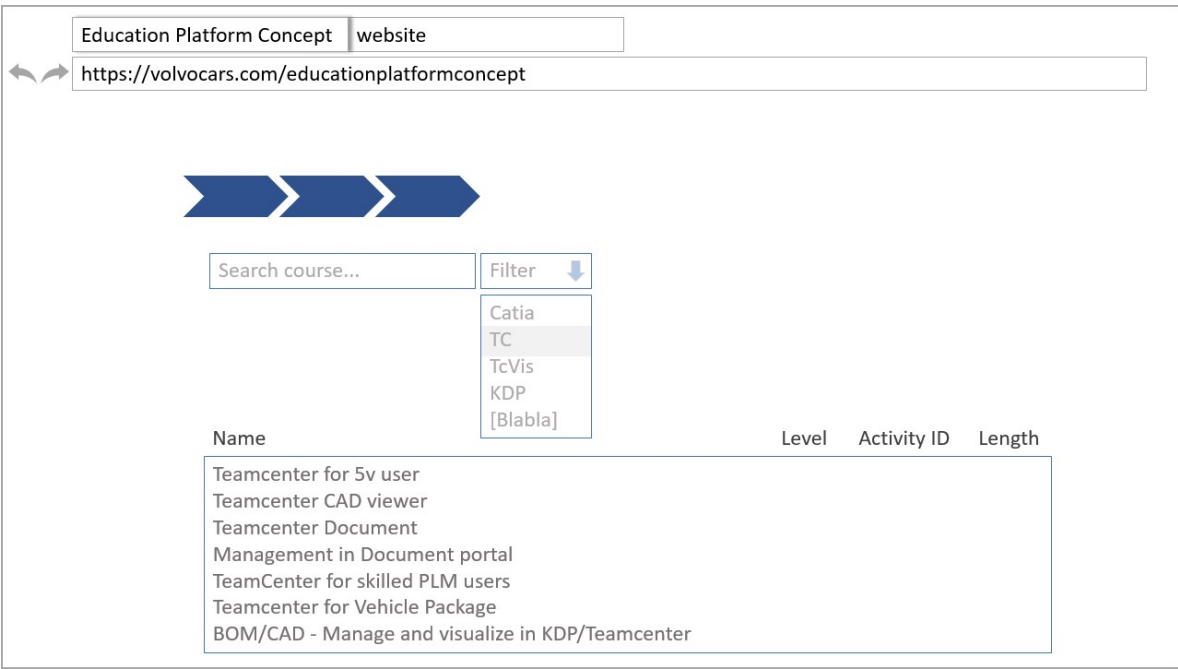 Education Platform Concept website
https://volvocars.com/educationplatformconcept
Search course... Filter
Catia
TC
TcVis
KDP
[Blabla]
Name Level Activity ID Length
Teamcenter for 5v user
Teamcenter CAD viewer
Teamcenter Document
Management in Document portal
TeamCenter for skilled PLM users
Teamcenter for Vehicle Package
BOM/CAD - Manage and visualize in KDP/Teamcenter